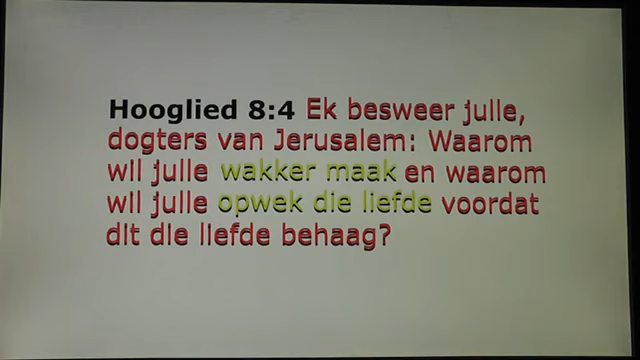 Hooglied 8:4 Ek besweer julle,
dogters van Jerusalem: Waarom
wil julle wakker maak en waarom
wil julle opwek die liefde voordat
dit die liefde behaag?